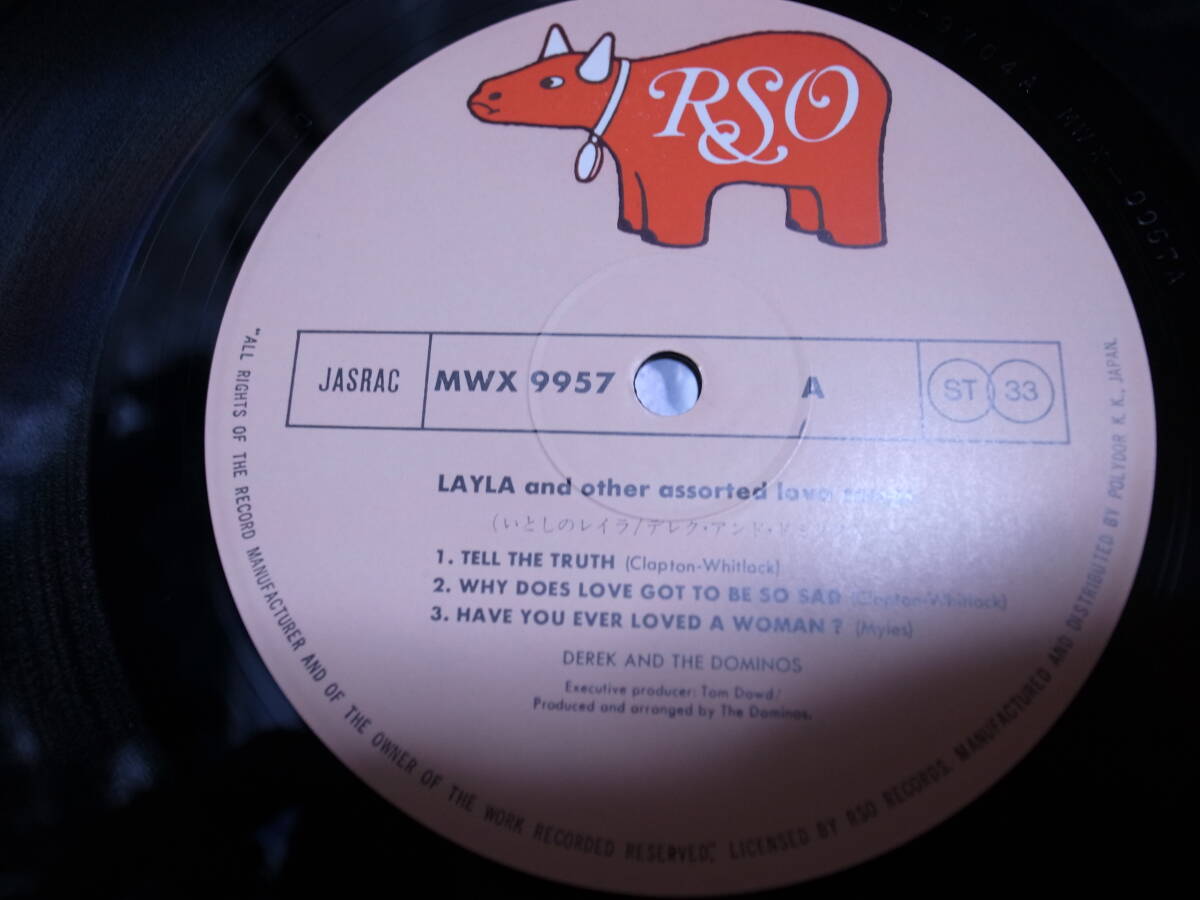 RSO
JASRAC
MWX 9957
A
ST 33
LAYLA and other assorted love
(いとしのレイラ/デレク・アンド・
1. TELL THE TRUTH (Clapton-Whitlock)
2. WHY DOES LOVE GOT TO BE SO SAD (Clapton-Whitlock)
3. HAVE YOU EVER LOVED A WOMAN ? (Myles)
DEREK AND THE DOMINOS
Executive producer: Tom Dowd.
Produced and arranged by The Dominos.
"ALL RIGHTS OF THE RECORD MANUFACTURER AND OF THE OWNER OF THE WORK RECORDED RESERVED", LICENSED BY RSO RECORDS. MANUFACTURED AND DISTRIBUTED BY POLYDOR K. K., JAPAN.